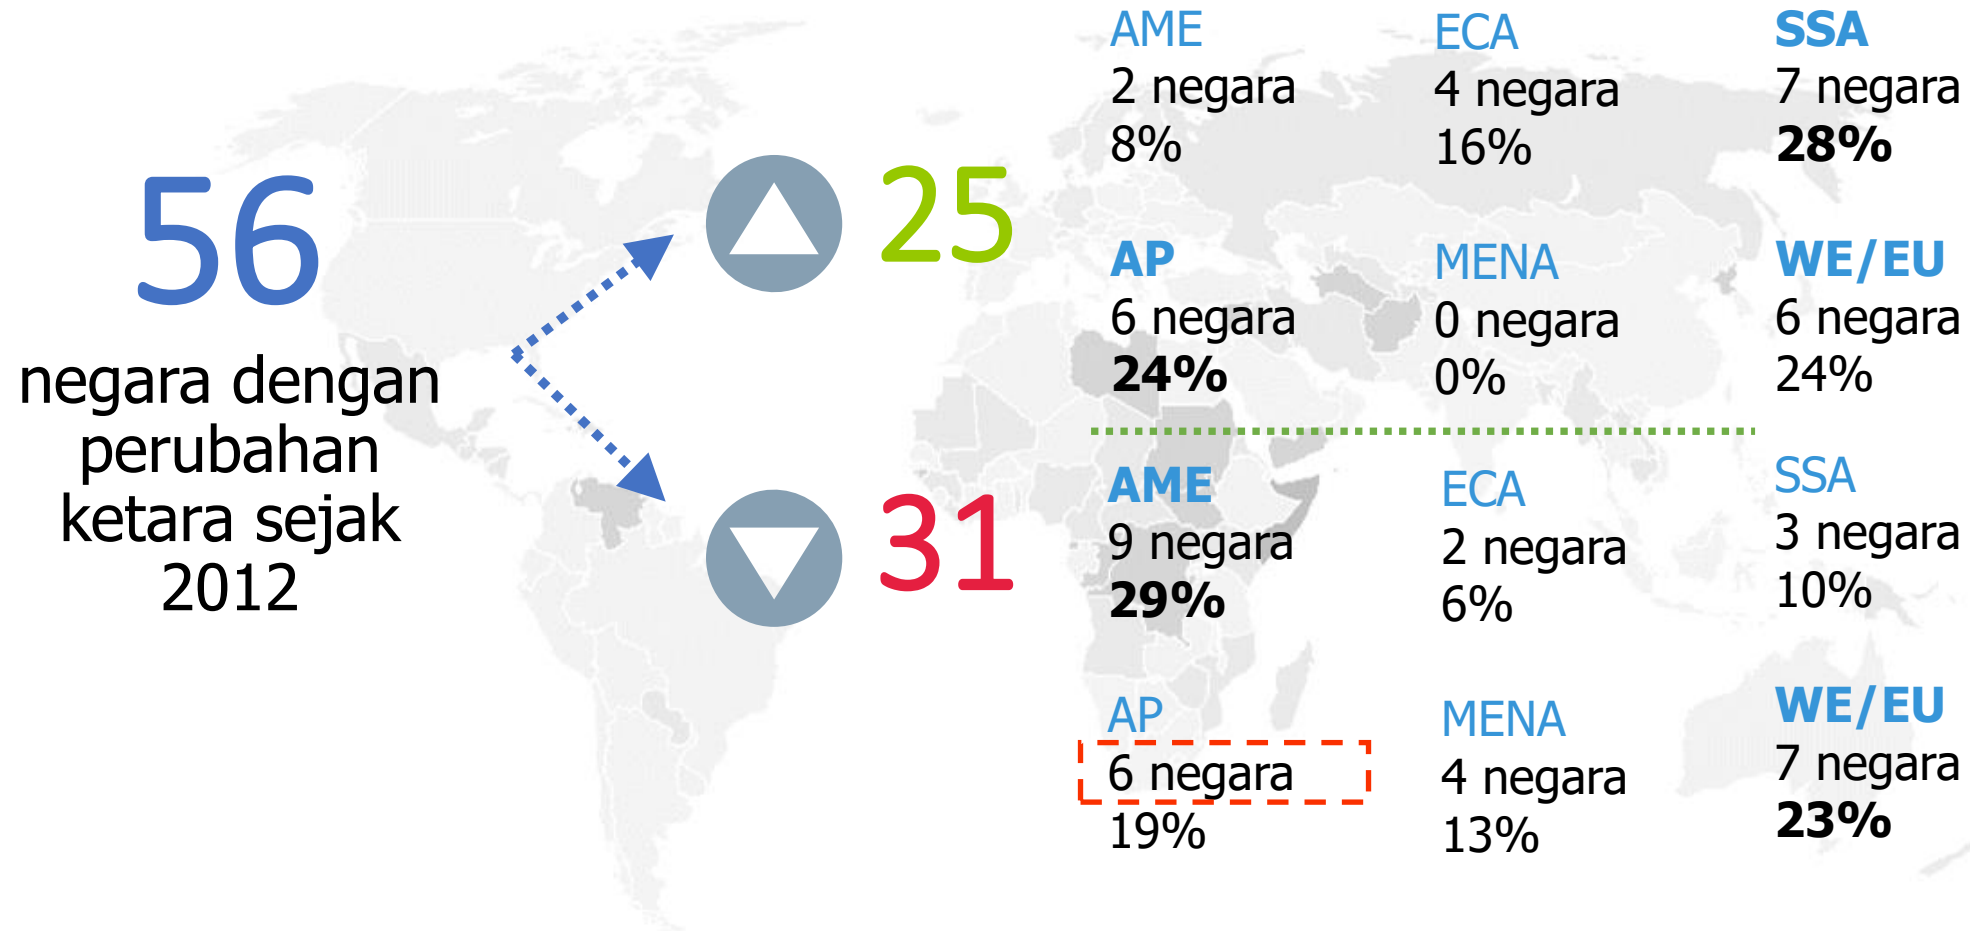 56
negara dengan
perubahan
ketara sejak
2012
25
AME
2 negara
8%
ECA
4 negara
16%
SSA
7 negara
28%
AP
6 negara
24%
MENA
0 negara
0%
WE/EU
6 negara
24%
31
AME
9 negara
29%
ECA
2 negara
6%
SSA
3 negara
10%
AP
6 negara
19%
MENA
4 negara
13%
WE/EU
7 negara
23%